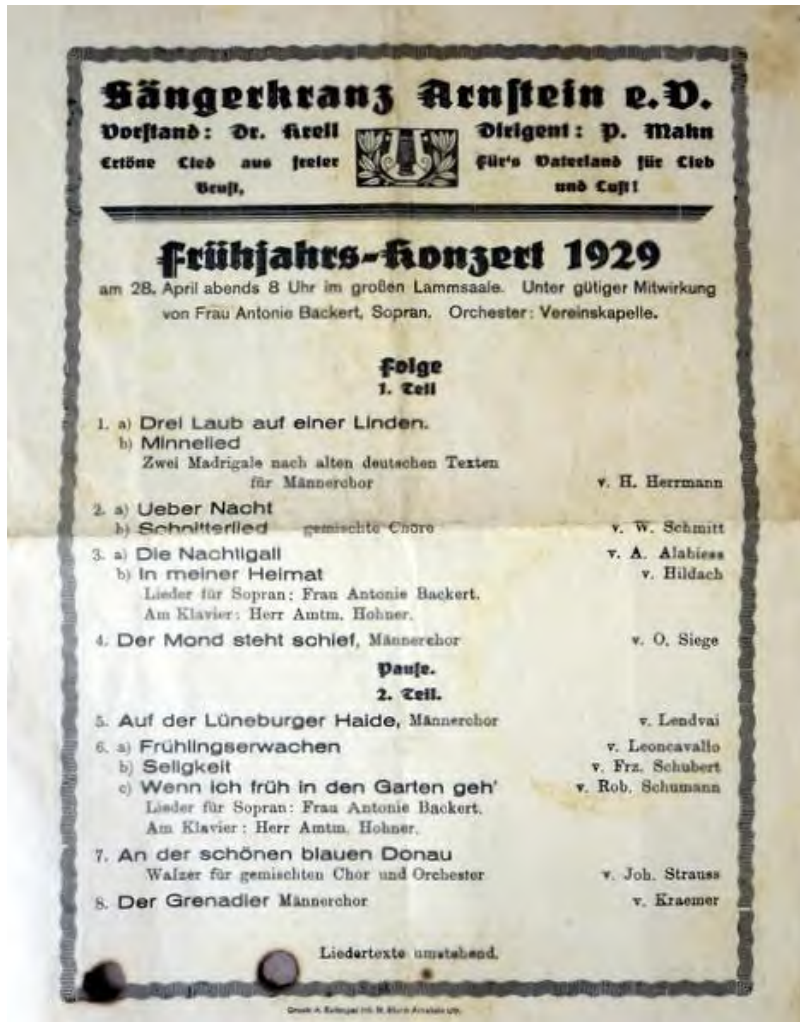 Sängerkranz Arnstein e.V.
Vorstand: Dr. Krell
Dirigent: P. Mahn
Ertöne Lied aus freier
Brust,
Für's Vaterland für Lieb
und Lust!
Frühjahrs-Konzert 1929
am 28. April abends 8 Uhr im großen Lammsaale. Unter gütiger Mitwirkung
von Frau Antonie Backert, Sopran. Orchester: Vereinskapelle.
Folge
1. Teil
1. a) Drei Laub auf einer Linden.
b) Minnelied
Zwei Madrigale nach alten deutschen Texten
für Männerchor v. H. Herrmann
2. a) Ueber Nacht
b) Schnitterlied gemischte Chöre v. W. Schmitt
3. a) Die Nachtigall v. A. Alabiess
b) In meiner Heimat v. Hildach
Lieder für Sopran: Frau Antonie Backert.
Am Klavier: Herr Amtm. Hohner.
4. Der Mond steht schief, Männerchor v. O. Siege
Pause.
2. Teil.
5. Auf der Lüneburger Haide, Männerchor v. Lendvai
6. a) Frühlingserwachen v. Leoncavallo
b) Seligkeit v. Frz. Schubert
c) Wenn ich früh in den Garten geh' v. Rob. Schumann
Lieder für Sopran: Frau Antonie Backert.
Am Klavier: Herr Amtm. Hohner.
7. An der schönen blauen Donau
Walzer für gemischten Chor und Orchester v. Joh. Strauss
8. Der Grenadier Männerchor v. Kraemer
Liedertexte umstehend.
Druck: A.